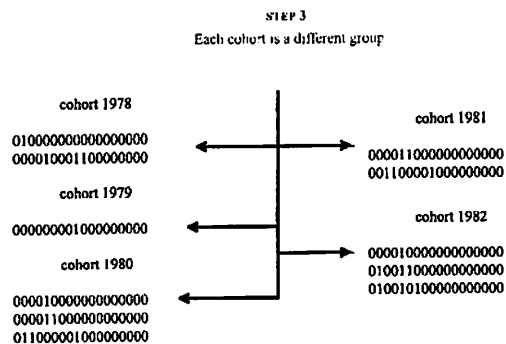 STEP 3
Each cohort is a different group
cohort 1978
010000000000000000
000010001100000000
cohort 1979
000000001000000000
cohort 1980
000010000000000000
000011000000000000
011000001000000000
cohort 1981
000011000000000000
001100001000000000
cohort 1982
000010000000000000
010011000000000000
010010100000000000